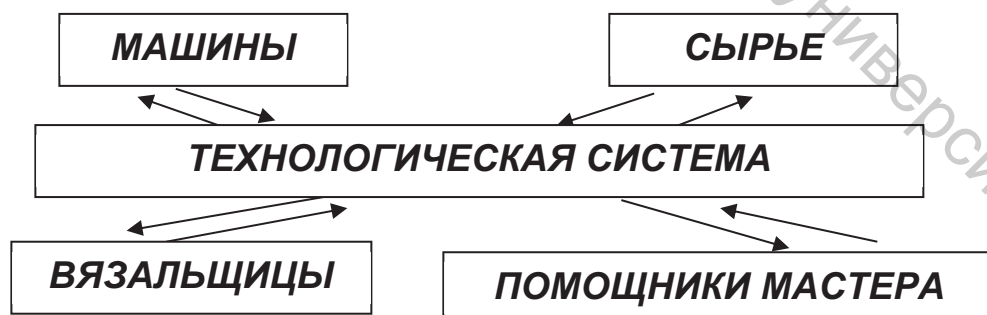 МАШИНЫ
СЫРЬЕ
ТЕХНОЛОГИЧЕСКАЯ СИСТЕМА
ВЯЗАЛЬЩИЦЫ
ПОМОЩНИКИ МАСТЕРА